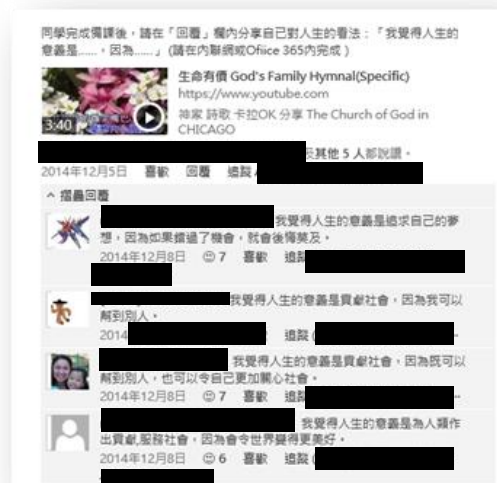 同學完成備課後，請在「回覆」欄內分享自己對人生的看法：「我覺得人生的
意義是……，因為……」(請在內聯網或Ofiice 365內完成 )
生命有價 God's Family Hymnal(Specific)
https://www.youtube.com
神家 詩歌 卡拉OK 分享 The Church of God in
CHICAGO
3:40
及其他 5 人都說讚。
2014年12月5日 喜歡 回覆 追蹤
^ 摺疊回覆
我覺得人生的意義是追求自己的夢
想，因為如果錯過了機會，就會後悔莫及。
2014年12月8日 ☺ 7 喜歡 追蹤
我覺得人生的意義是貢獻社會，因為我可以
幫到別人。
2014 追蹤 (
我覺得人生的意義是貢獻社會，因為既可以
幫到別人，也可以令自己更加關心社會。
2014年12月8日 ☺ 7 喜歡 追蹤
我覺得人生的意義是為人類作
出貢獻,服務社會，因為會令世界變得更美好。
2014年12月8日 ☺ 6 喜歡 追蹤 (